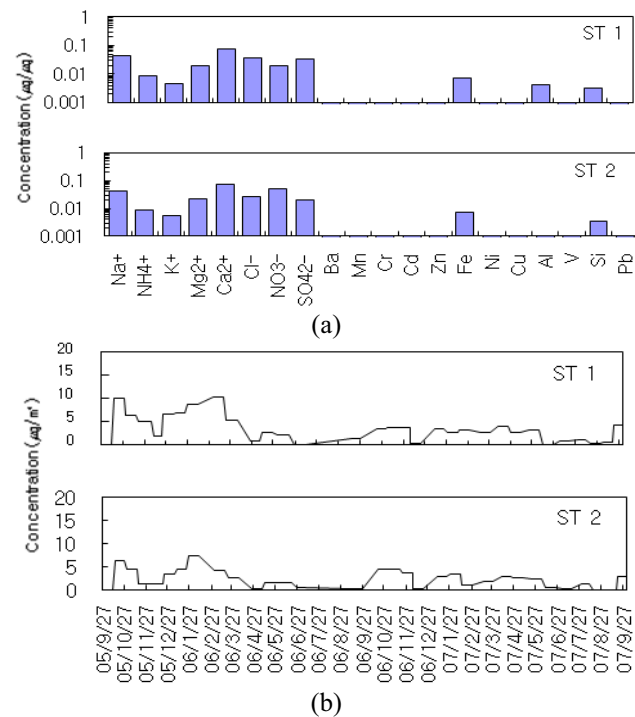 Concentration(㎍/㎍)
1
0.1
0.01
0.001
ST 1
1
0.1
0.01
0.001
ST 2
Na+
NH4+
K+
Mg2+
Ca2+
Cl-
NO3-
SO42-
Ba
Mn
Cr
Cd
Zn
Fe
Ni
Cu
Al
V
Si
Pb
(a)
Concentration(㎍/㎥)
20
15
10
5
0
ST 1
20
15
10
5
0
ST 2
05/9/27
05/10/27
05/11/27
05/12/27
06/1/27
06/2/27
06/3/27
06/4/27
06/5/27
06/6/27
06/7/27
06/8/27
06/9/27
06/10/27
06/11/27
06/12/27
07/1/27
07/2/27
07/3/27
07/4/27
07/5/27
07/6/27
07/7/27
07/8/27
07/9/27
(b)